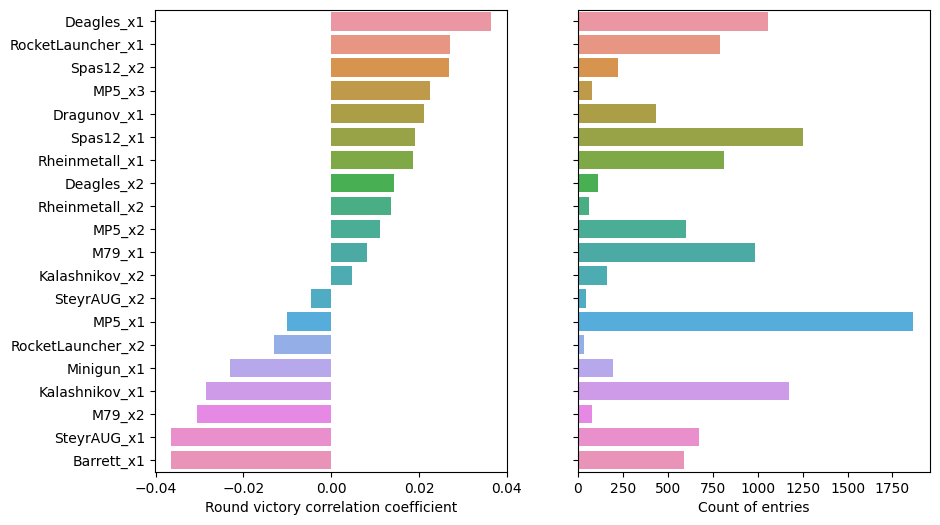 Deagles_x1
RocketLauncher_x1
Spas12_x2
MP5_x3
Dragunov_x1
Spas12_x1
Rheinmetall_x1
Deagles_x2
Rheinmetall_x2
MP5_x2
M79_x1
Kalashnikov_x2
SteyrAUG_x2
MP5_x1
RocketLauncher_x2
Minigun_x1
Kalashnikov_x1
M79_x2
SteyrAUG_x1
Barrett_x1
−0.04 −0.02 0.00 0.02 0.04
Round victory correlation coefficient
0 250 500 750 1000 1250 1500 1750
Count of entries